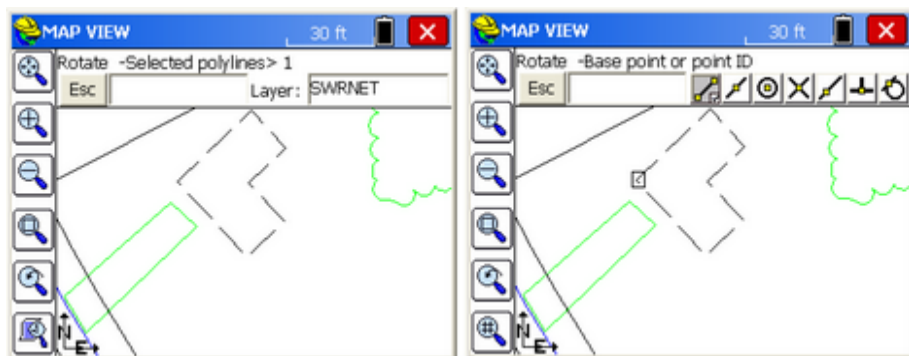 MAP VIEW 30 ft
Rotate -Selected polylines> 1
Esc Layer: SWRNET
N
E
MAP VIEW 30 ft
Rotate -Base point or point ID
Esc
N
E